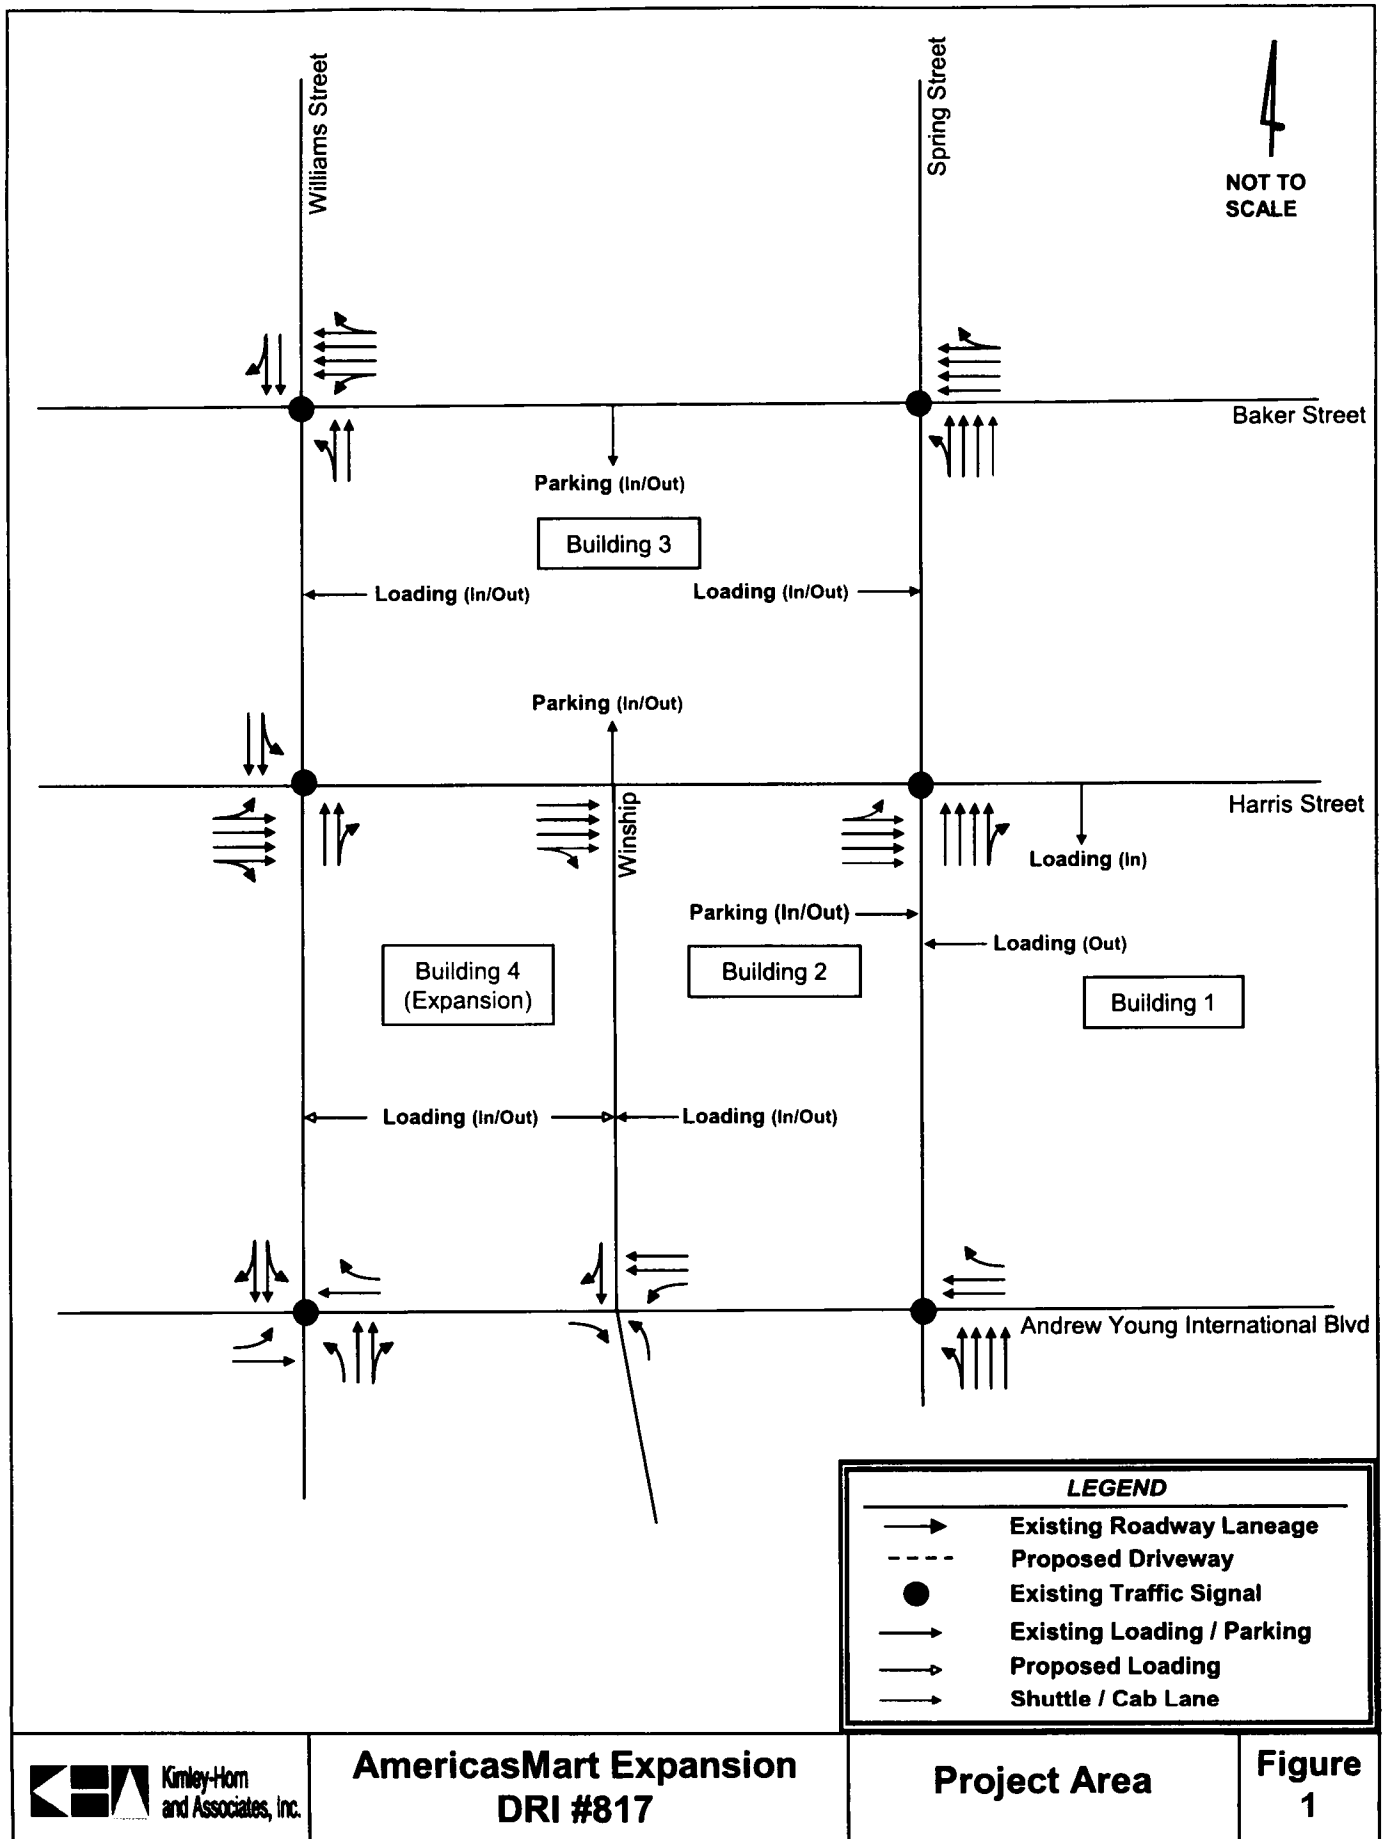 Williams Street
Spring Street
NOT TO
SCALE
Baker Street
Parking (In/Out)
Building 3
Loading (In/Out)
Loading (In/Out)
Parking (In/Out)
Winship
Harris Street
Loading (In)
Parking (In/Out)
Loading (Out)
Building 4
(Expansion)
Building 2
Building 1
Loading (In/Out)
Loading (In/Out)
Andrew Young International Blvd
LEGEND
Existing Roadway Laneage
Proposed Driveway
Existing Traffic Signal
Existing Loading / Parking
Proposed Loading
Shuttle / Cab Lane
Kimley-Horn
and Associates, Inc.
AmericasMart Expansion
DRI #817
Project Area
Figure
1